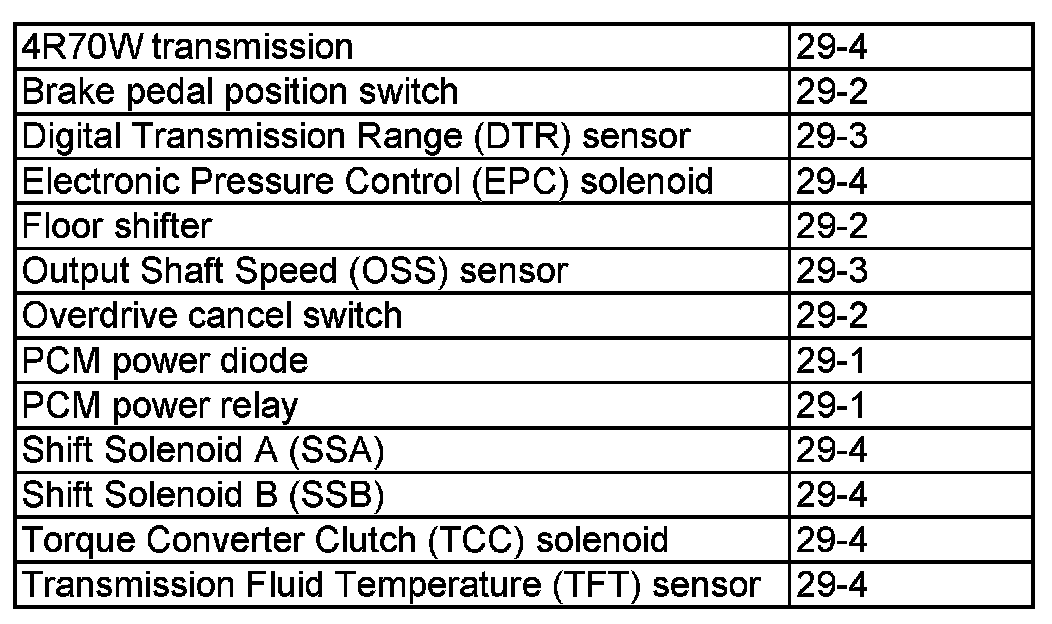 4R70W transmission 29-4
Brake pedal position switch 29-2
Digital Transmission Range (DTR) sensor 29-3
Electronic Pressure Control (EPC) solenoid 29-4
Floor shifter 29-2
Output Shaft Speed (OSS) sensor 29-3
Overdrive cancel switch 29-2
PCM power diode 29-1
PCM power relay 29-1
Shift Solenoid A (SSA) 29-4
Shift Solenoid B (SSB) 29-4
Torque Converter Clutch (TCC) solenoid 29-4
Transmission Fluid Temperature (TFT) sensor 29-4